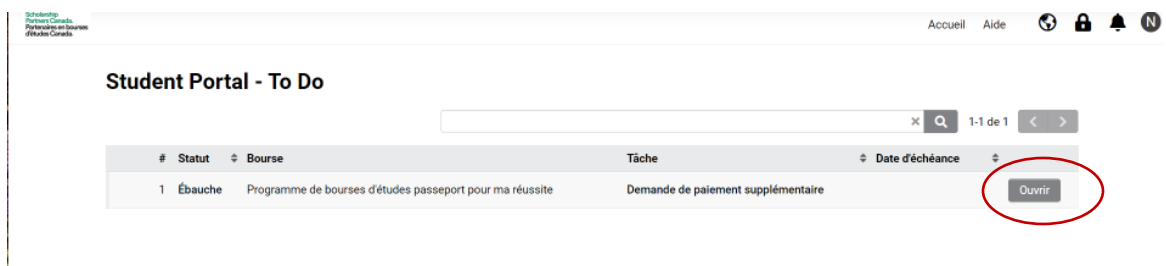 Scholarship
Partners Canada.
Partenaires en bourses
d'études Canada.
Accueil Aide N
Student Portal - To Do
1-1 de 1
# Statut Bourse Tâche Date d'échéance
1 Ébauche Programme de bourses d'études passeport pour ma réussite Demande de paiement supplémentaire Ouvrir